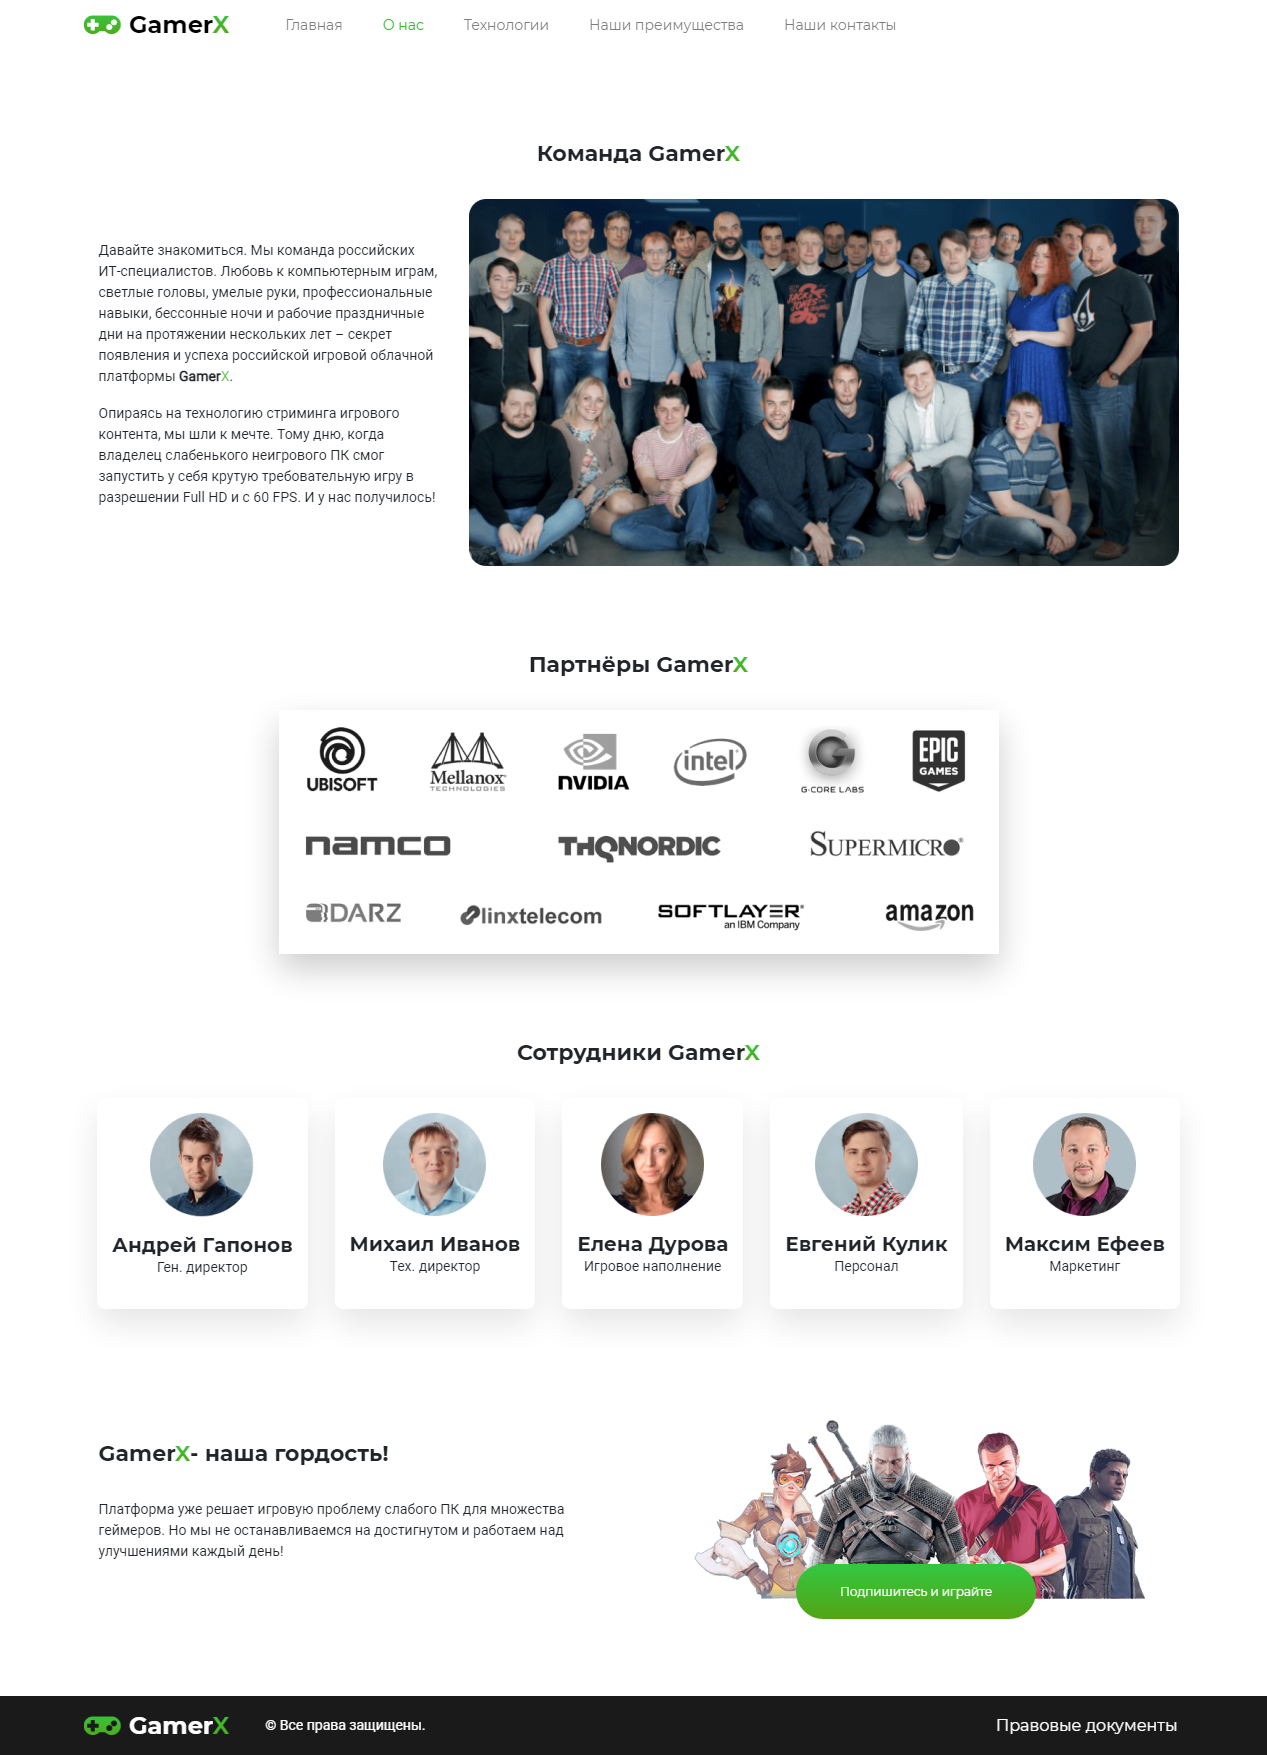 GamerX Главная О нас Технологии Наши преимущества Наши контакты
Команда GamerX
Давайте знакомиться. Мы команда российских
ИТ-специалистов. Любовь к компьютерным играм,
светлые головы, умелые руки, профессиональные
навыки, бессонные ночи и рабочие праздничные
дни на протяжении нескольких лет – секрет
появления и успеха российской игровой облачной
платформы GamerX.
Опираясь на технологию стриминга игрового
контента, мы шли к мечте. Тому дню, когда
владелец слабенького неигрового ПК смог
запустить у себя крутую требовательную игру в
разрешении Full HD и с 60 FPS. И у нас получилось!
Партнёры GamerX
UBISOFT
Mellanox
TECHNOLOGIES
NVIDIA
intel
G-CORE LABS
EPIC
GAMES
NAMCO
THQNORDIC
SUPERMICRO
DARZ
linxtelecom
SOFTLAYER
an IBM Company
amazon
Сотрудники GamerX
Андрей Гапонов
Ген. директор
Михаил Иванов
Тех. директор
Елена Дурова
Игровое наполнение
Евгений Кулик
Персонал
Максим Ефеев
Маркетинг
GamerX- наша гордость!
Платформа уже решает игровую проблему слабого ПК для множества
геймеров. Но мы не останавливаемся на достигнутом и работаем над
улучшениями каждый день!
Подпишитесь и играйте
GamerX © Все права защищены. Правовые документы